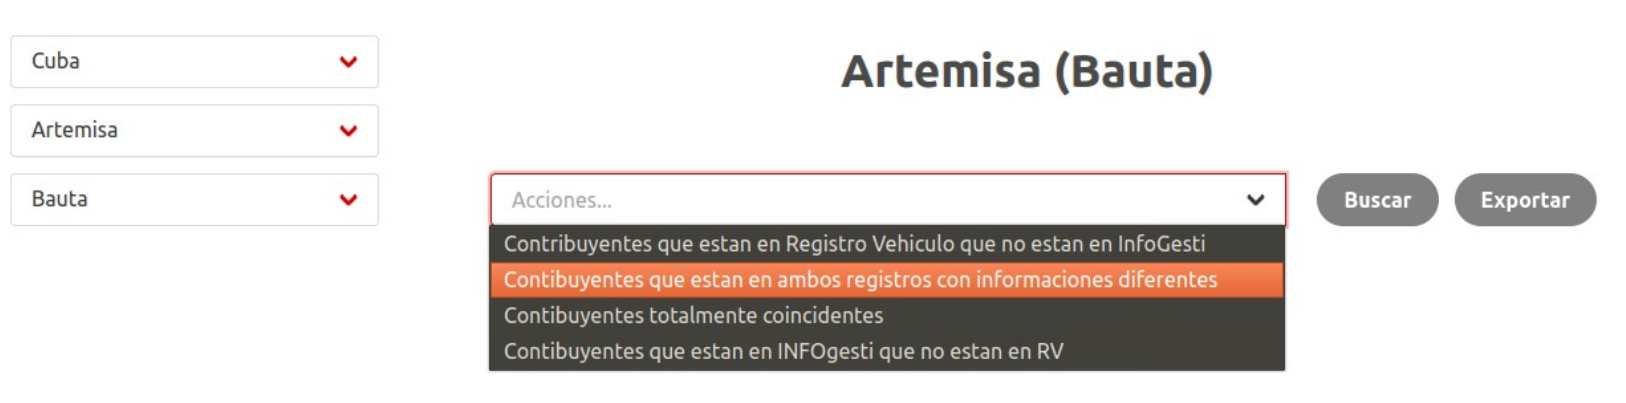 Cuba
Artemisa
Bauta
Artemisa (Bauta)
Acciones...
Buscar
Exportar
Contribuyentes que estan en Registro Vehiculo que no estan en InfoGesti
Contibuyentes que estan en ambos registros con informaciones diferentes
Contibuyentes totalmente coincidentes
Contibuyentes que estan en INFOgesti que no estan en RV